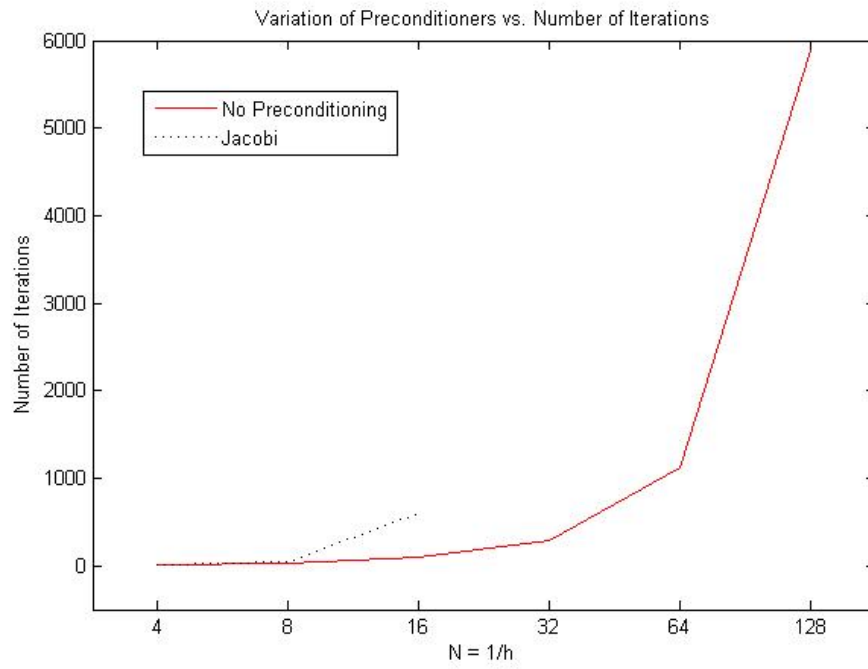 Variation of Preconditioners vs. Number of Iterations
6000
5000
4000
3000
2000
1000
0
Number of Iterations
No Preconditioning
Jacobi
4 8 16 32 64 128
N = 1/h